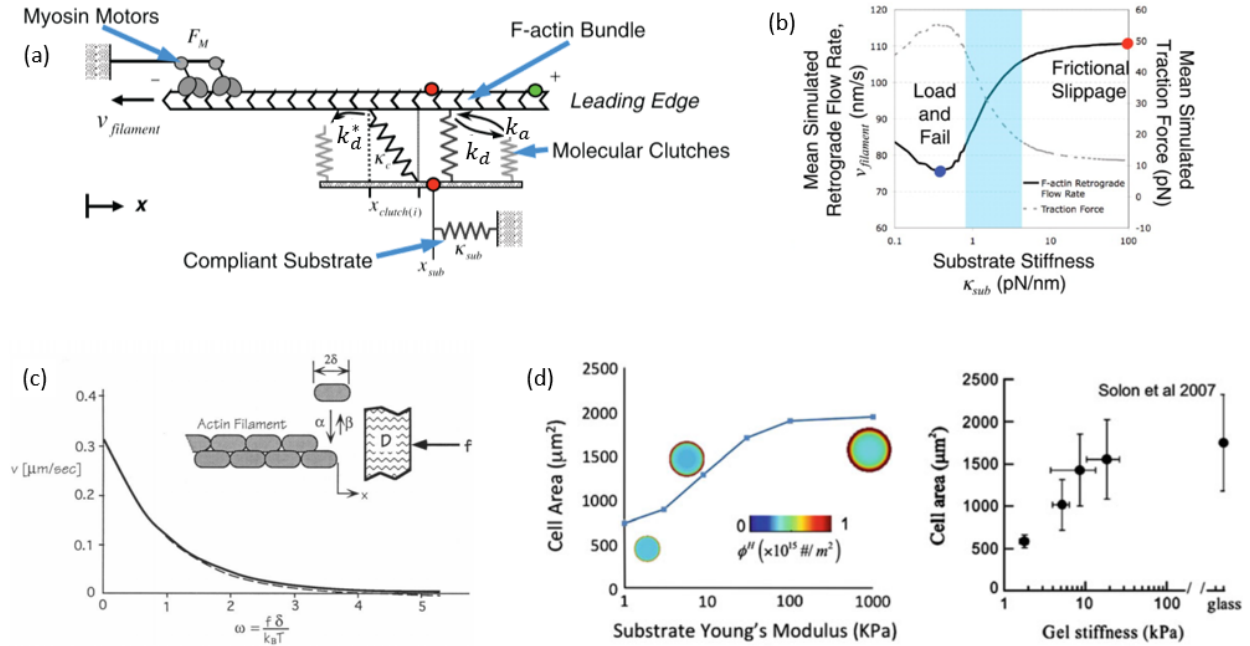 (a)
Myosin Motors
F_M
F-actin Bundle
− +
v_filament
Leading Edge
k_d^*
κ_c
k_a
k_d
Molecular Clutches
x
x_clutch(i)
Compliant Substrate
κ_sub
x_sub
(b)
Mean Simulated
Retrograde Flow Rate,
v_filament (nm/s)
120
110
100
90
80
70
60
60
50
40
30
20
10
0
-10
Mean Simulated
Traction Force (pN)
Load
and
Fail
Frictional
Slippage
F-actin Retrograde
Flow Rate
Traction Force
0.1 1 10 100
Substrate Stiffness
κ_sub (pN/nm)
(c)
0.4
0.3
0.2
0.1
0
v [μm/sec]
2δ
α β
Actin Filament
D
f
x
0 1 2 3 4 5
ω = f δ / k_B T
(d)
Cell Area (μm²)
2500
2000
1500
1000
500
0
0 1
ϕ^H (×10^15 #/m²)
1 10 100 1000
Substrate Young's Modulus (KPa)
Solon et al 2007
Cell area (μm²)
2500
2000
1500
1000
500
0
1 10 100 glass
Gel stiffness (kPa)